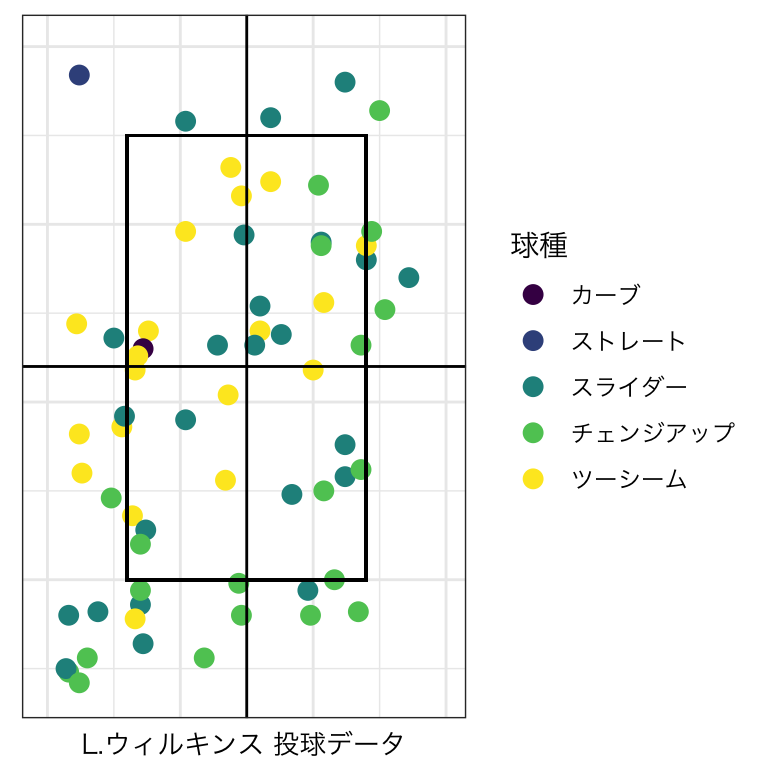 球種
カーブ
ストレート
スライダー
チェンジアップ
ツーシーム
L.ウィルキンス 投球データ